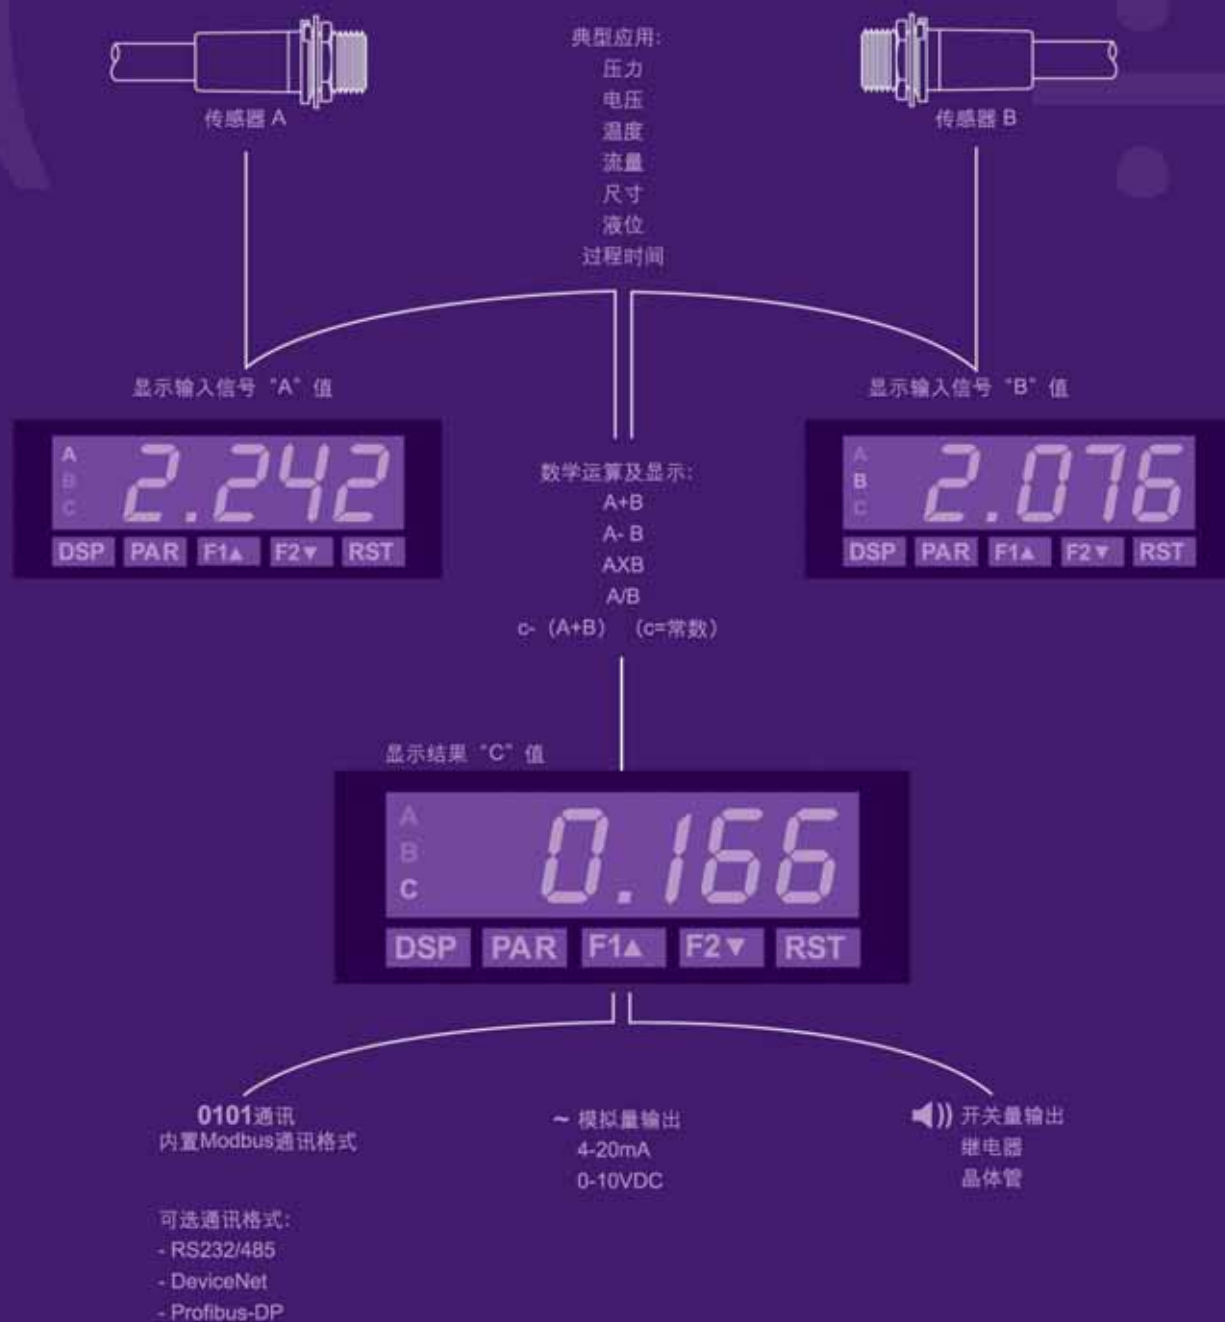 典型应用:
压力
电压
温度
流量
尺寸
液位
过程时间
传感器 A
传感器 B
显示输入信号 "A" 值
A
B
C
2.242
DSP PAR F1▲ F2▼ RST
显示输入信号 "B" 值
A
B
C
2.076
DSP PAR F1▲ F2▼ RST
数学运算及显示:
A+B
A- B
AXB
A/B
c- (A+B) (c=常数)
显示结果 "C" 值
A
B
C
0.166
DSP PAR F1▲ F2▼ RST
0101通讯
内置Modbus通讯格式
可选通讯格式:
- RS232/485
- DeviceNet
- Profibus-DP
~ 模拟量输出
4-20mA
0-10VDC
开关量输出
继电器
晶体管